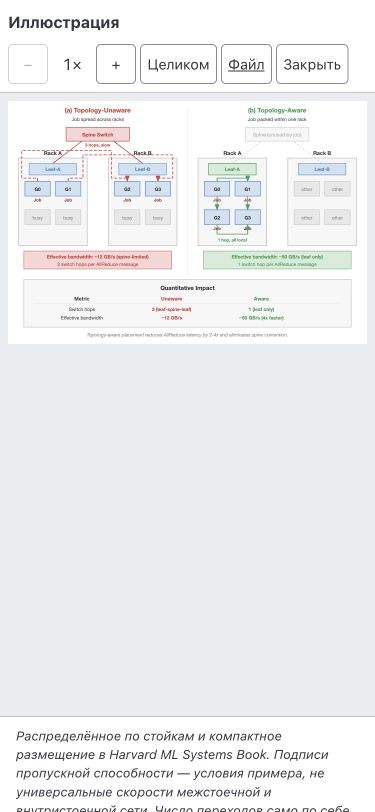 Иллюстрация
−
1×
+
Целиком
Файл
Закрыть
(a) Topology-Unaware
Job spread across racks
Spine Switch
3 hops, slow
Rack A
Rack B
Leaf-A
Leaf-B
G0
G1
G2
G3
Job
Job
Job
Job
busy
busy
busy
busy
Effective bandwidth: ~12 GB/s (spine-limited)
3 switch hops per AllReduce message
(b) Topology-Aware
Job packed within one rack
Spine (unused by job)
Rack A
Rack B
Leaf-A
Leaf-B
G0
G1
Job
Job
G2
G3
Job
Job
1 hop, all local
other
other
other
other
Effective bandwidth: ~50 GB/s (leaf only)
1 switch hop per AllReduce message
Quantitative Impact
Metric
Unaware
Aware
Switch hops
3 (leaf-spine-leaf)
1 (leaf only)
Effective bandwidth
~12 GB/s
~50 GB/s (4x faster)
Topology-aware placement reduces AllReduce latency by 2-4x and eliminates spine contention.
Распределённое по стойкам и компактное
размещение в Harvard ML Systems Book. Подписи
пропускной способности — условия примера, не
универсальные скорости межстоечной и
внутристоечной сети. Число переходов само по себе